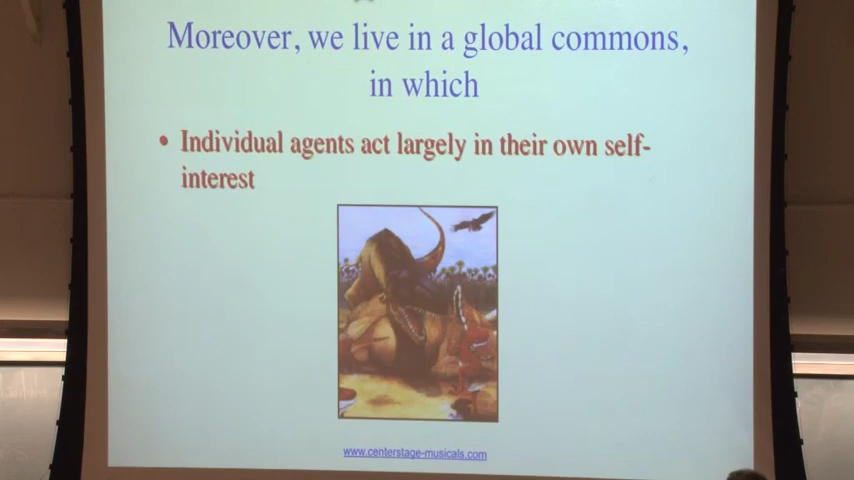 Moreover, we live in a global commons,
in which
• Individual agents act largely in their own self-
interest
www.centerstage-musicals.com